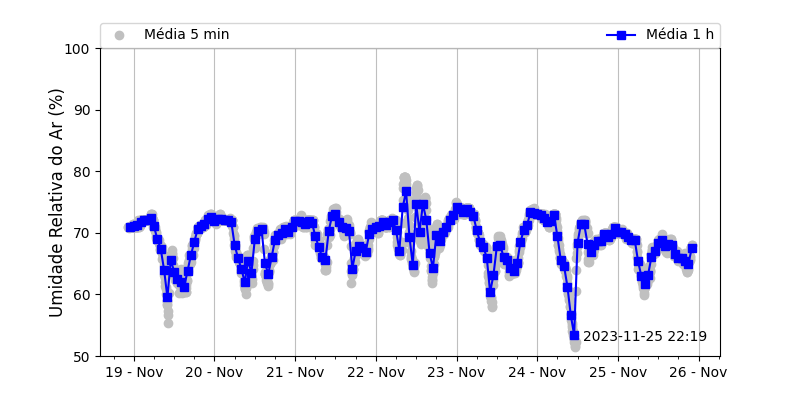 Média 5 min
Média 1 h
Umidade Relativa do Ar (%)
100
90
80
70
60
50
2023-11-25 22:19
19 - Nov
20 - Nov
21 - Nov
22 - Nov
23 - Nov
24 - Nov
25 - Nov
26 - Nov